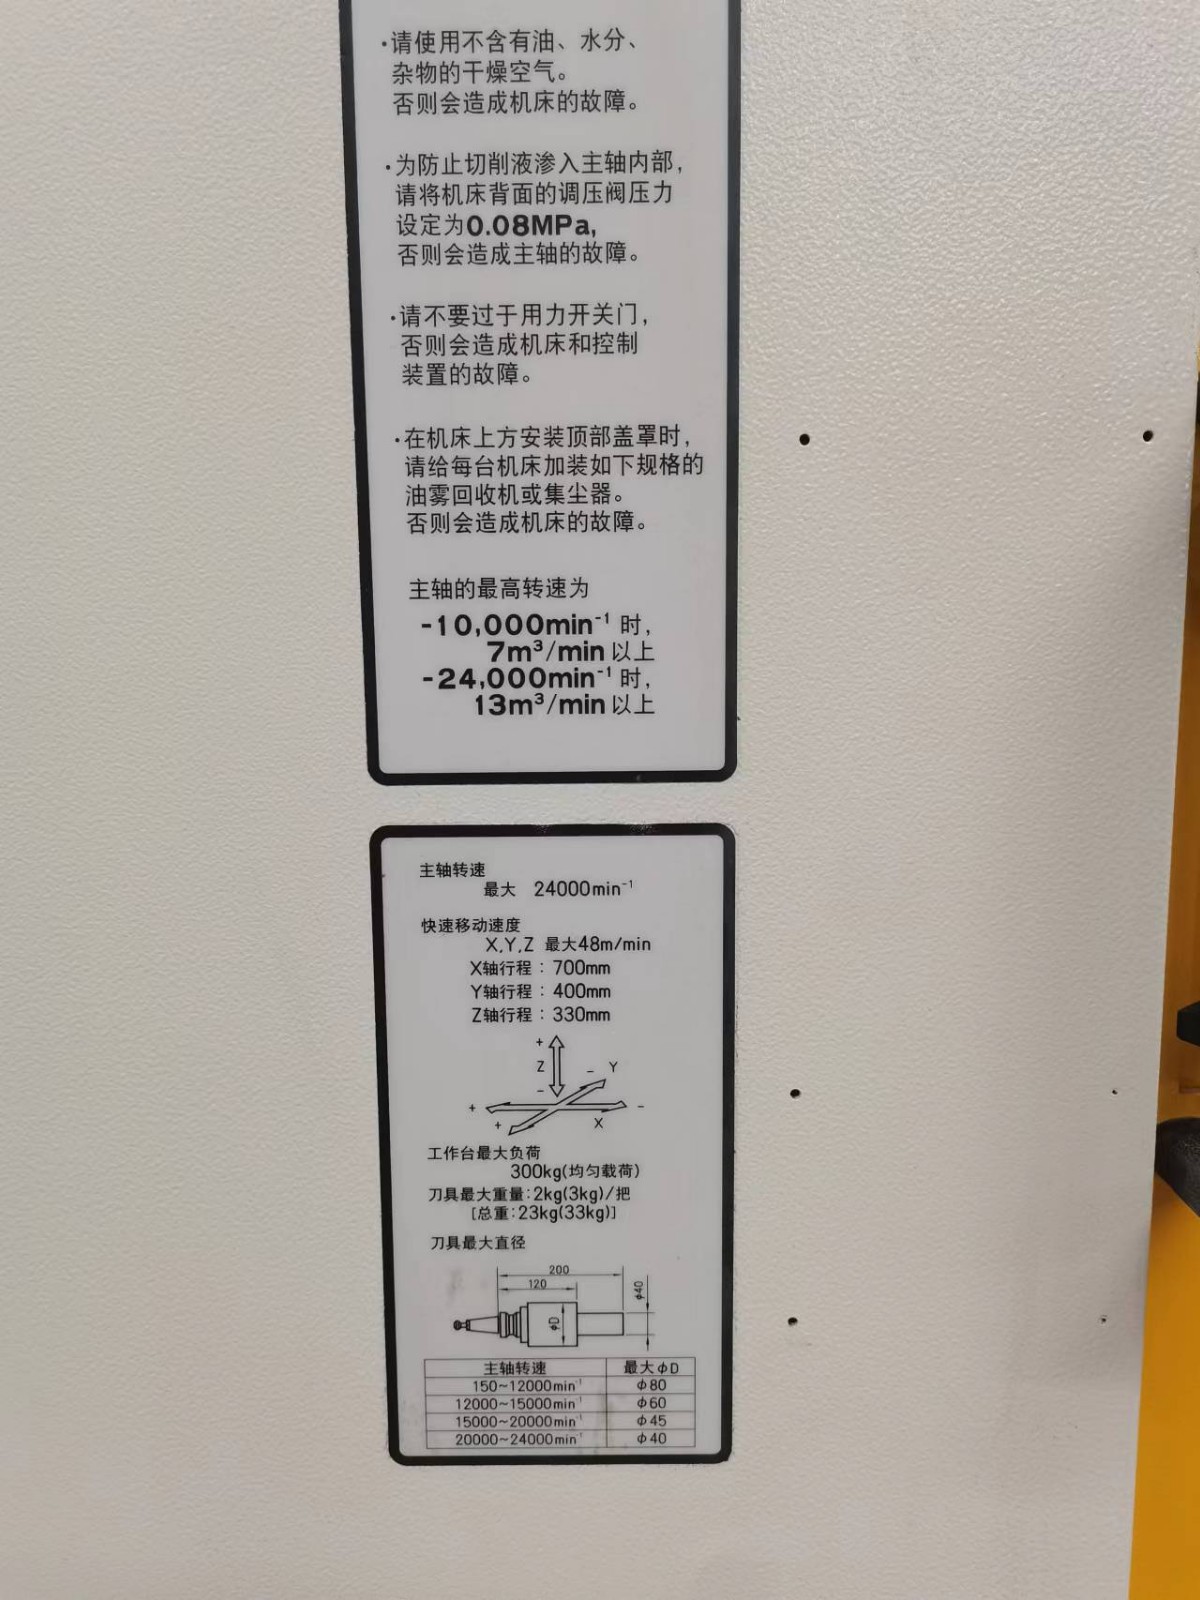 ·请使用不含有油、水分、
杂物的干燥空气。
否则会造成机床的故障。
·为防止切削液渗入主轴内部,
请将机床背面的调压阀压力
设定为0.08MPa,
否则会造成主轴的故障。
·请不要过于用力开关门,
否则会造成机床和控制
装置的故障。
·在机床上方安装顶部盖罩时,
请给每台机床加装如下规格的
油雾回收机或集尘器。
否则会造成机床的故障。
主轴的最高转速为
-10,000min⁻¹ 时,
7m³/min 以上
-24,000min⁻¹ 时,
13m³/min 以上
主轴转速
最大 24000min⁻¹
快速移动速度
X,Y,Z 最大48m/min
X轴行程：700mm
Y轴行程：400mm
Z轴行程：330mm
+
Z
- Y
-
+ -
+ X
工作台最大负荷
300kg(均匀载荷)
刀具最大重量:2kg(3kg)/把
[总重:23kg(33kg)]
刀具最大直径
200
120
φ40
φD
主轴转速 最大φD
150~12000min⁻¹ φ80
12000~15000min⁻¹ φ60
15000~20000min⁻¹ φ45
20000~24000min⁻¹ φ40